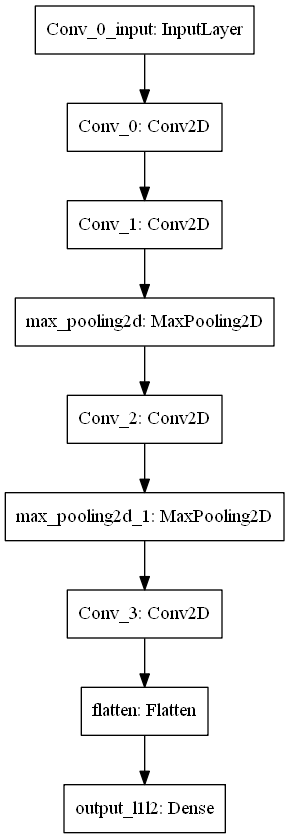 Conv_0_input: InputLayer
Conv_0: Conv2D
Conv_1: Conv2D
max_pooling2d: MaxPooling2D
Conv_2: Conv2D
max_pooling2d_1: MaxPooling2D
Conv_3: Conv2D
flatten: Flatten
output_l1l2: Dense